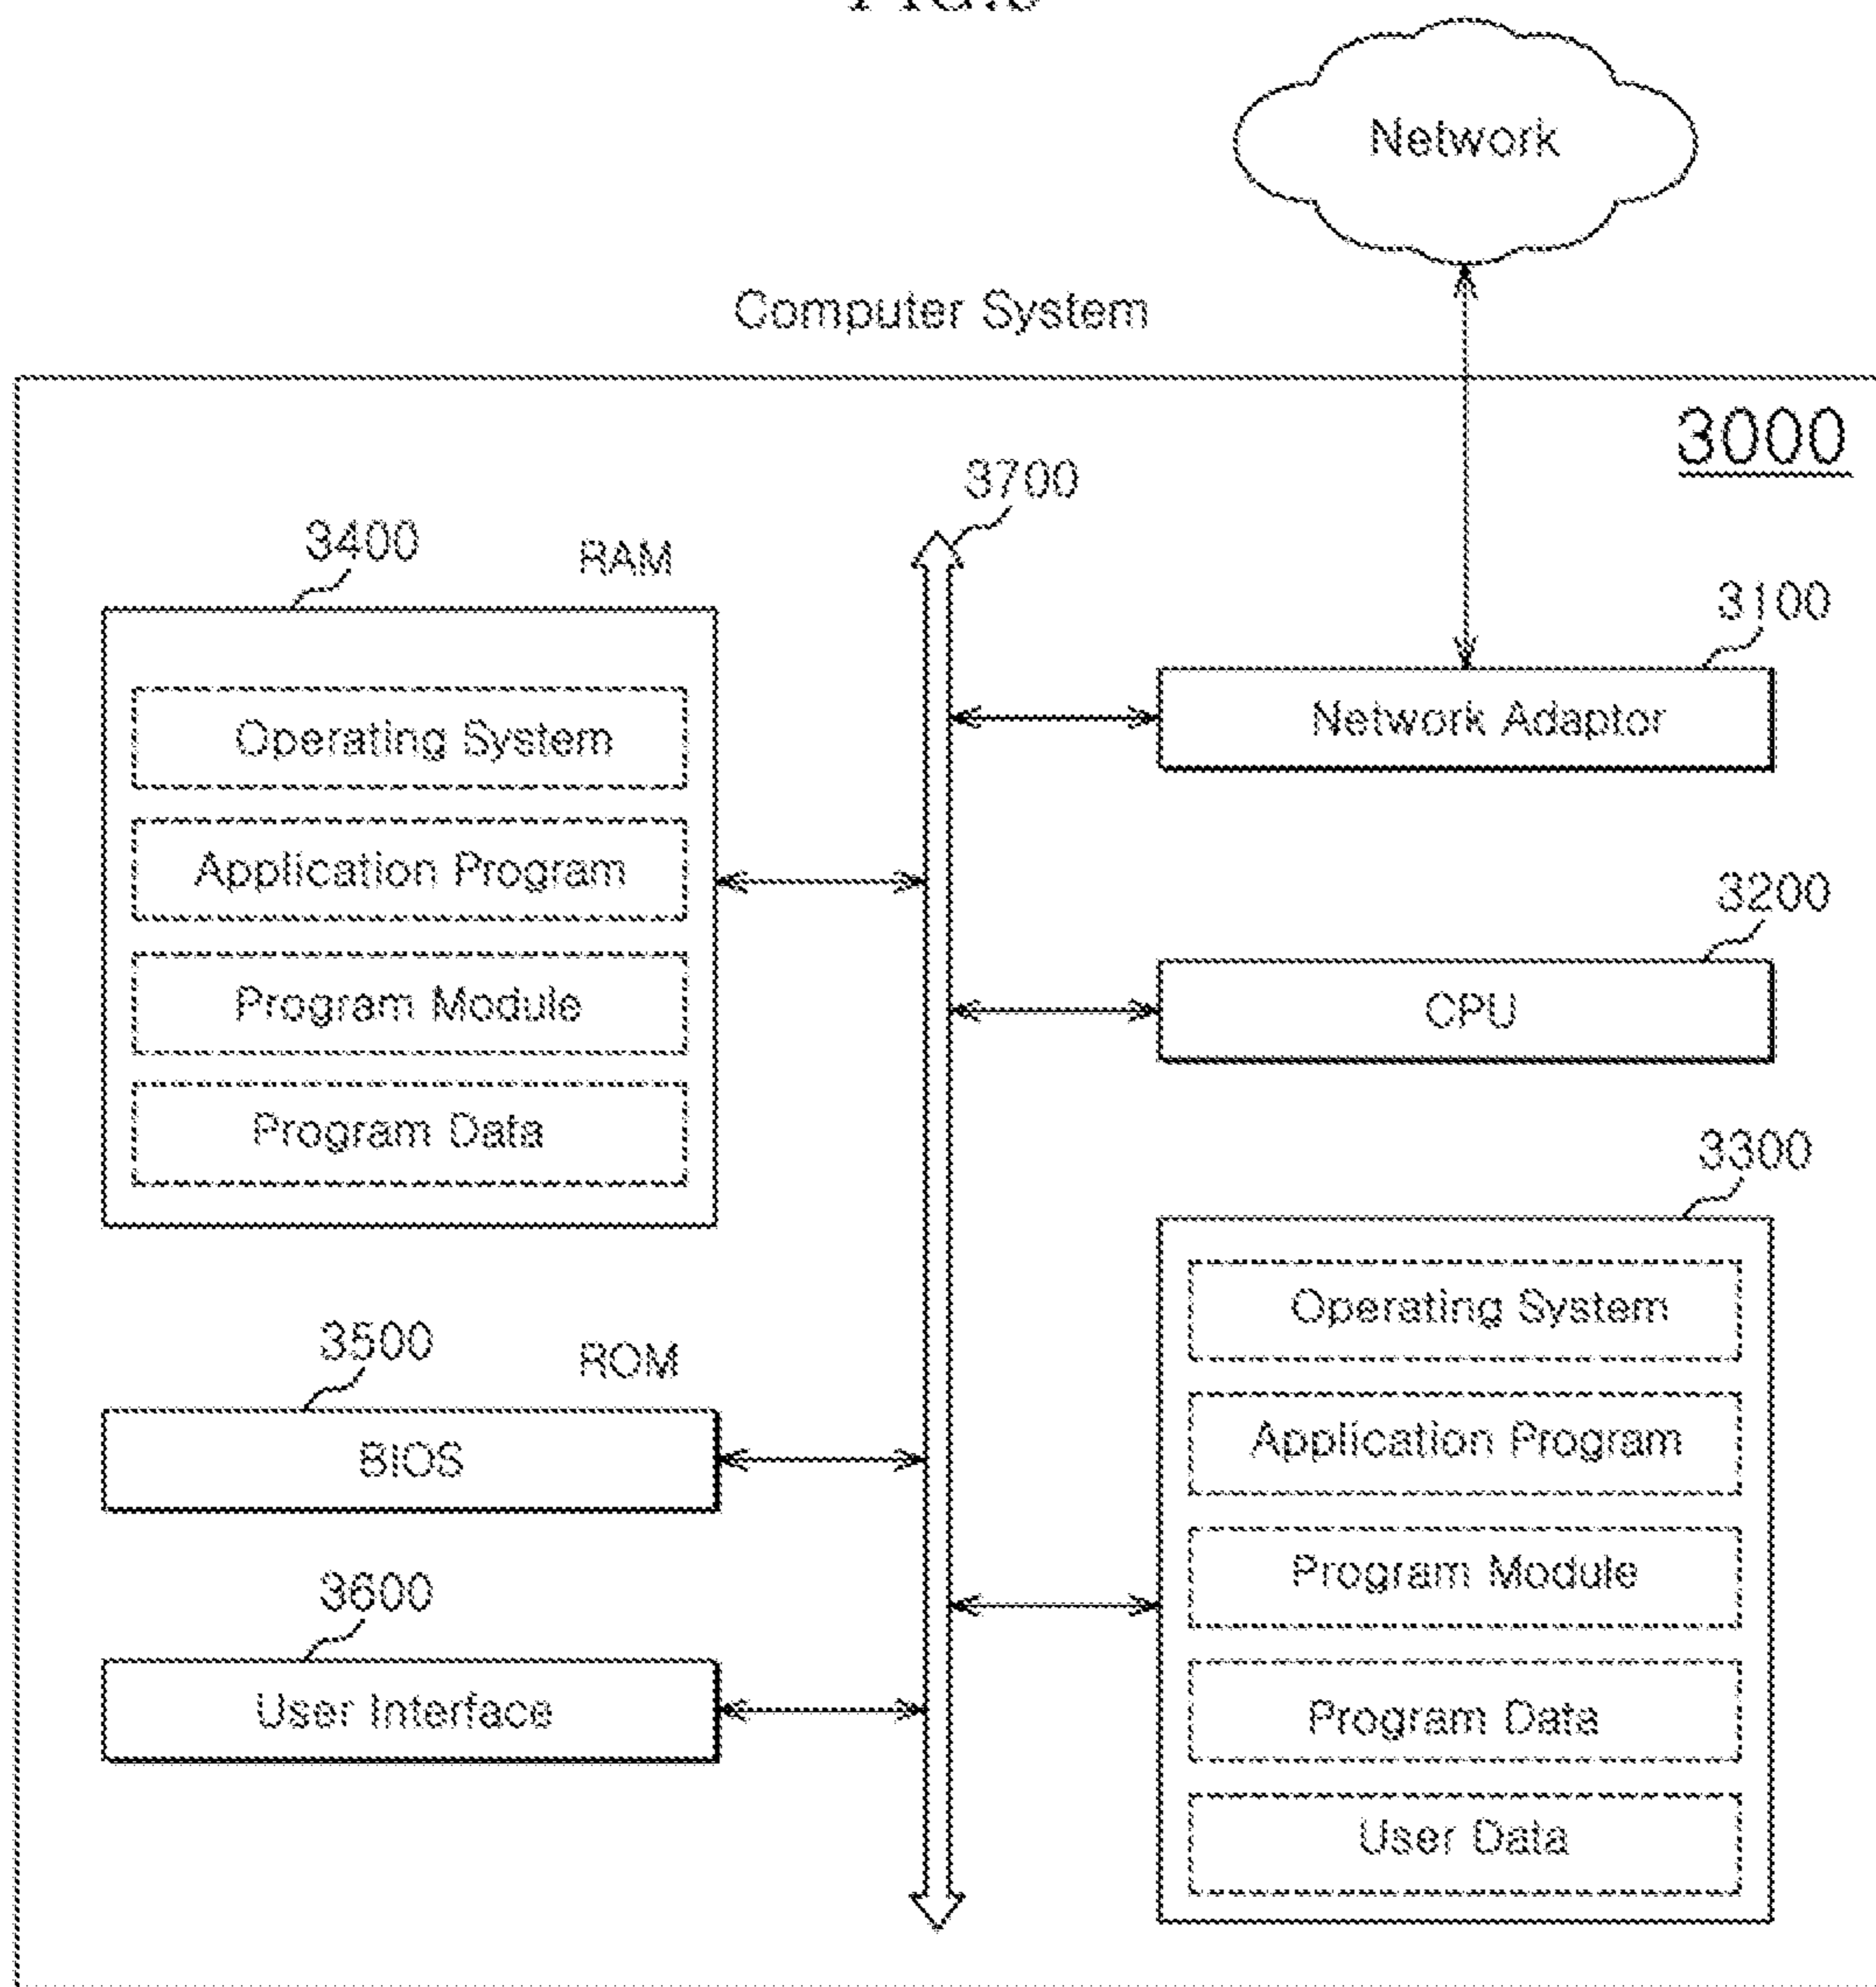 Network
Computer System
3000
3700
3400
RAM
Operating System
Application Program
Program Module
Program Data
3100
Network Adaptor
3200
CPU
3300
Operating System
Application Program
Program Module
Program Data
User Data
3500
ROM
BIOS
3600
User Interface